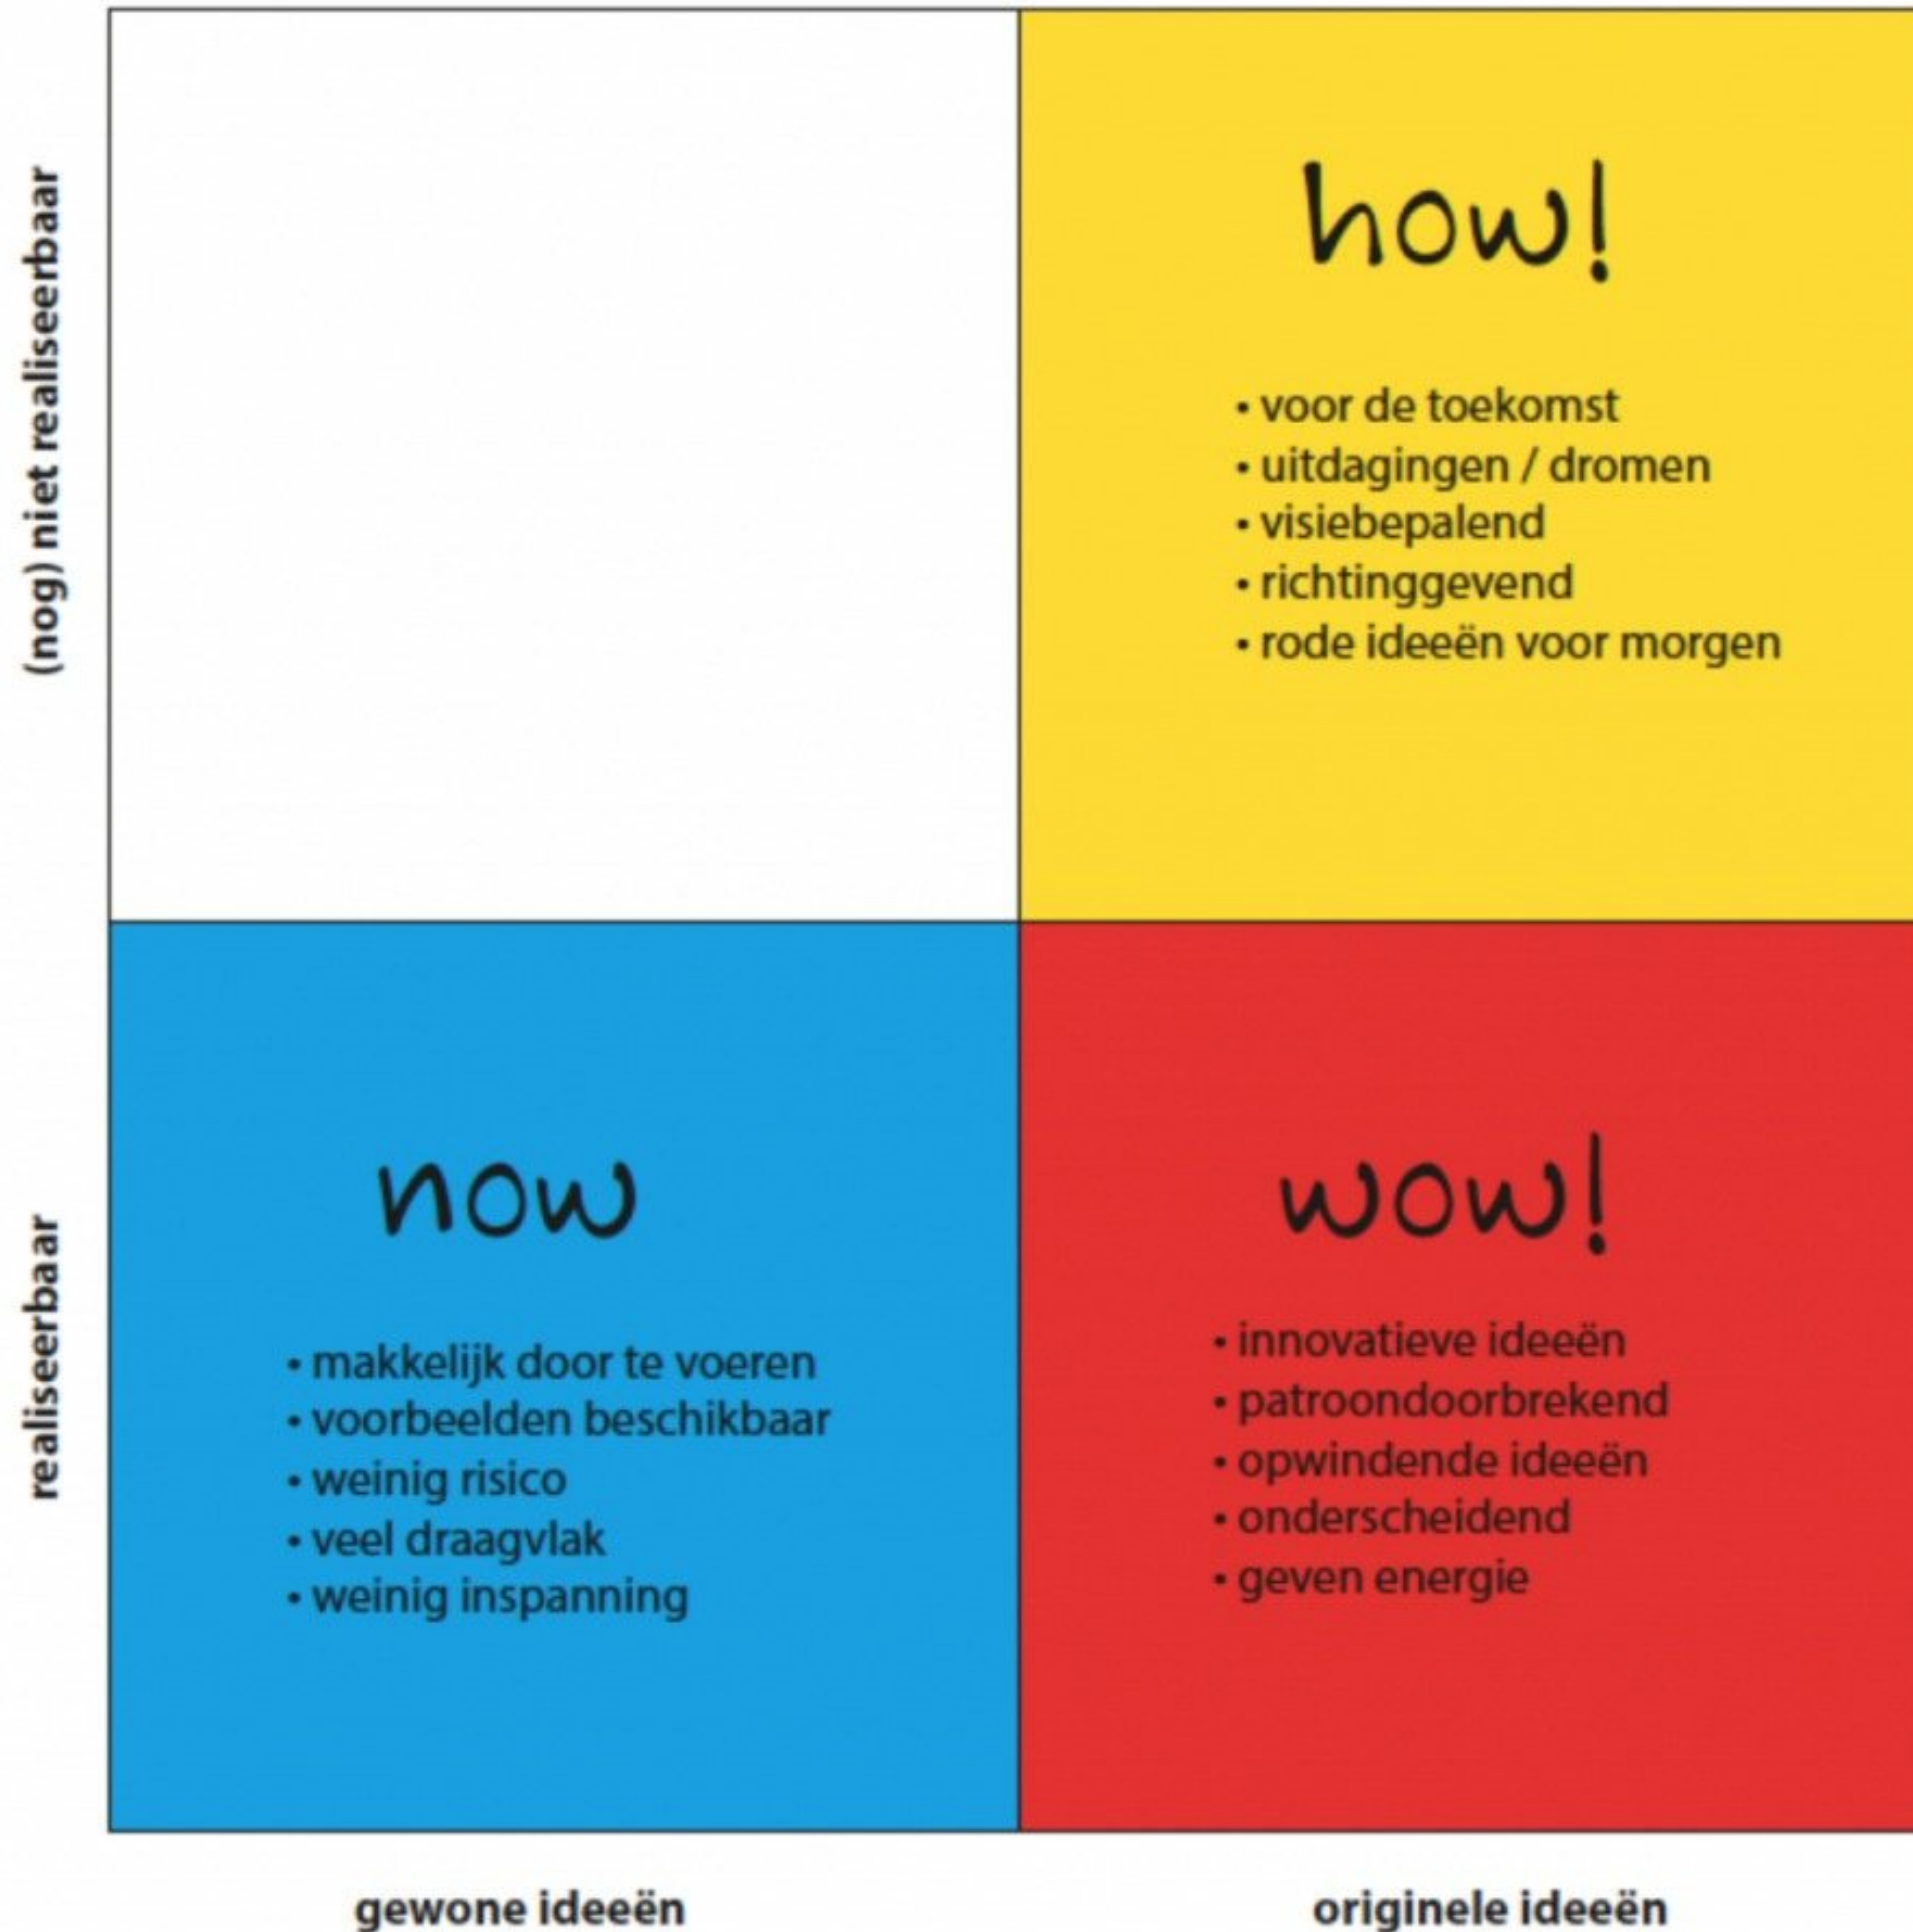 (nog) niet realiseerbaar
how!
• voor de toekomst
• uitdagingen / dromen
• visiebepalend
• richtinggevend
• rode ideeën voor morgen
realiseerbaar
now
• makkelijk door te voeren
• voorbeelden beschikbaar
• weinig risico
• veel draagvlak
• weinig inspanning
wow!
• innovatieve ideeën
• patroondoorbrekend
• opwindende ideeën
• onderscheidend
• geven energie
gewone ideeën
originele ideeën